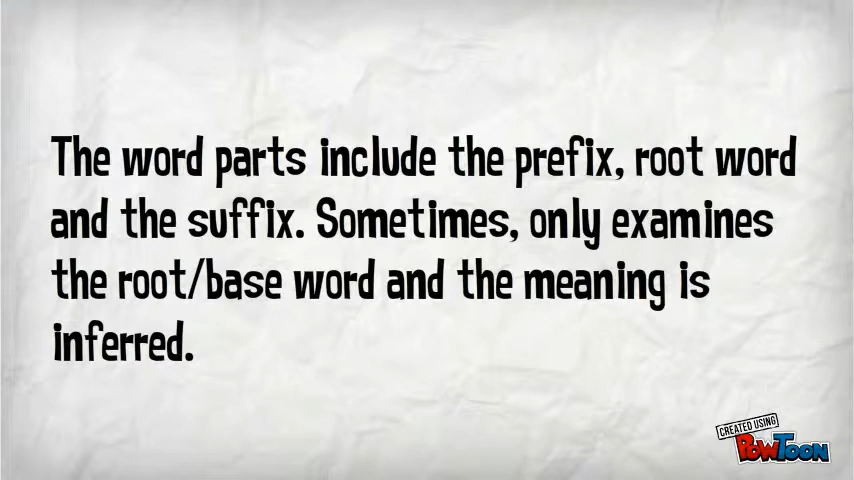 The word parts include the prefix, root word
and the suffix. Sometimes, only examines
the root/base word and the meaning is
inferred.
CREATED USING
POWTOON